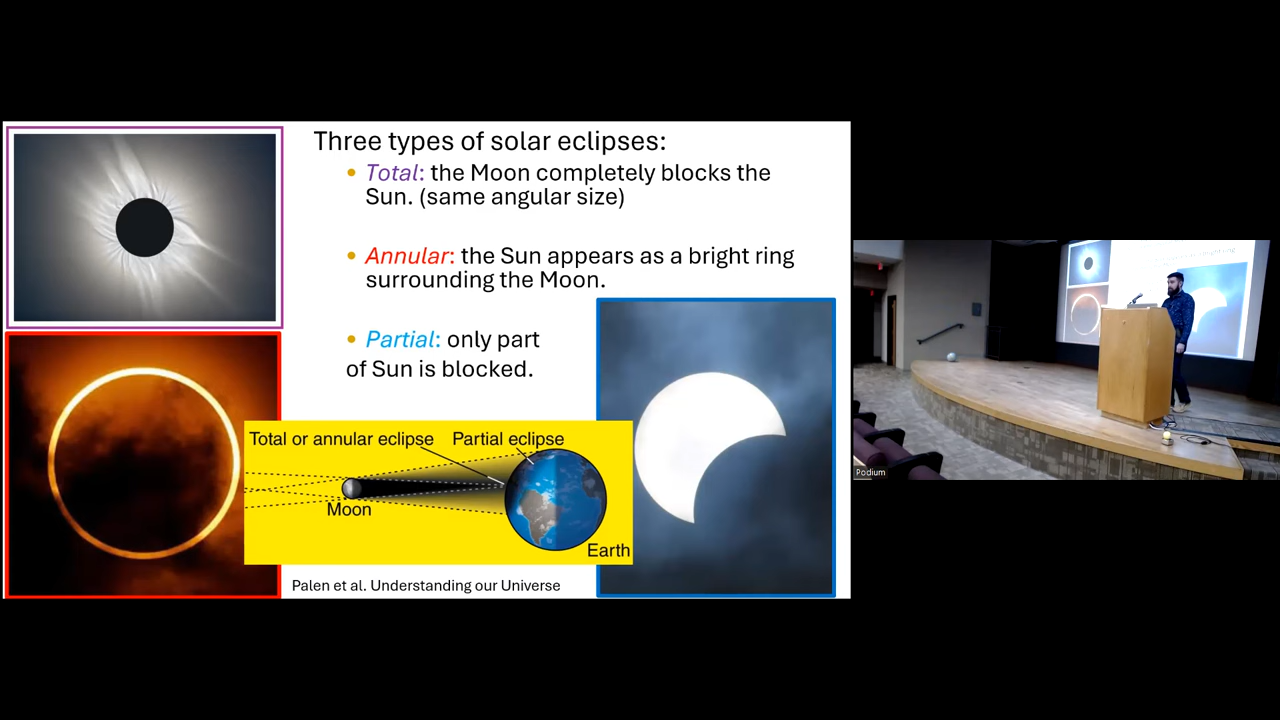 Three types of solar eclipses:
• Total: the Moon completely blocks the
Sun. (same angular size)
• Annular: the Sun appears as a bright ring
surrounding the Moon.
• Partial: only part
of Sun is blocked.
Total or annular eclipse
Partial eclipse
Moon
Earth
Palen et al. Understanding our Universe
Podium